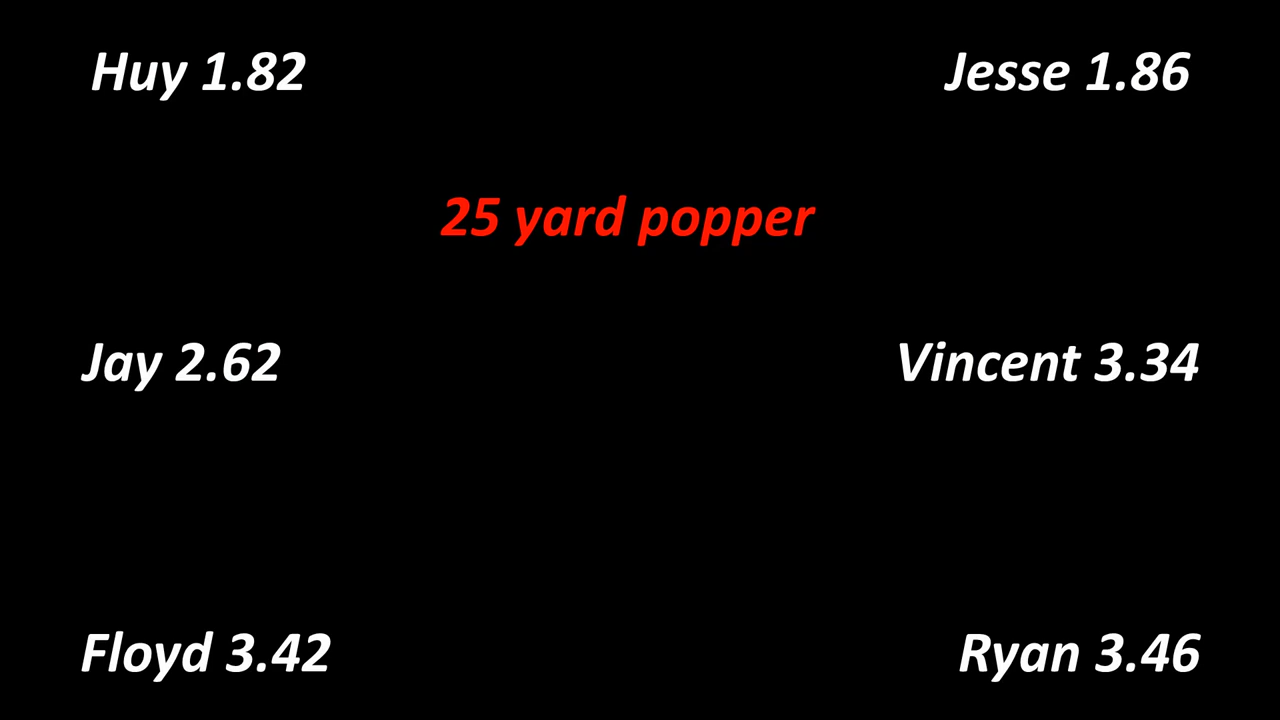 Huy 1.82
Jesse 1.86
25 yard popper
Jay 2.62
Vincent 3.34
Floyd 3.42
Ryan 3.46